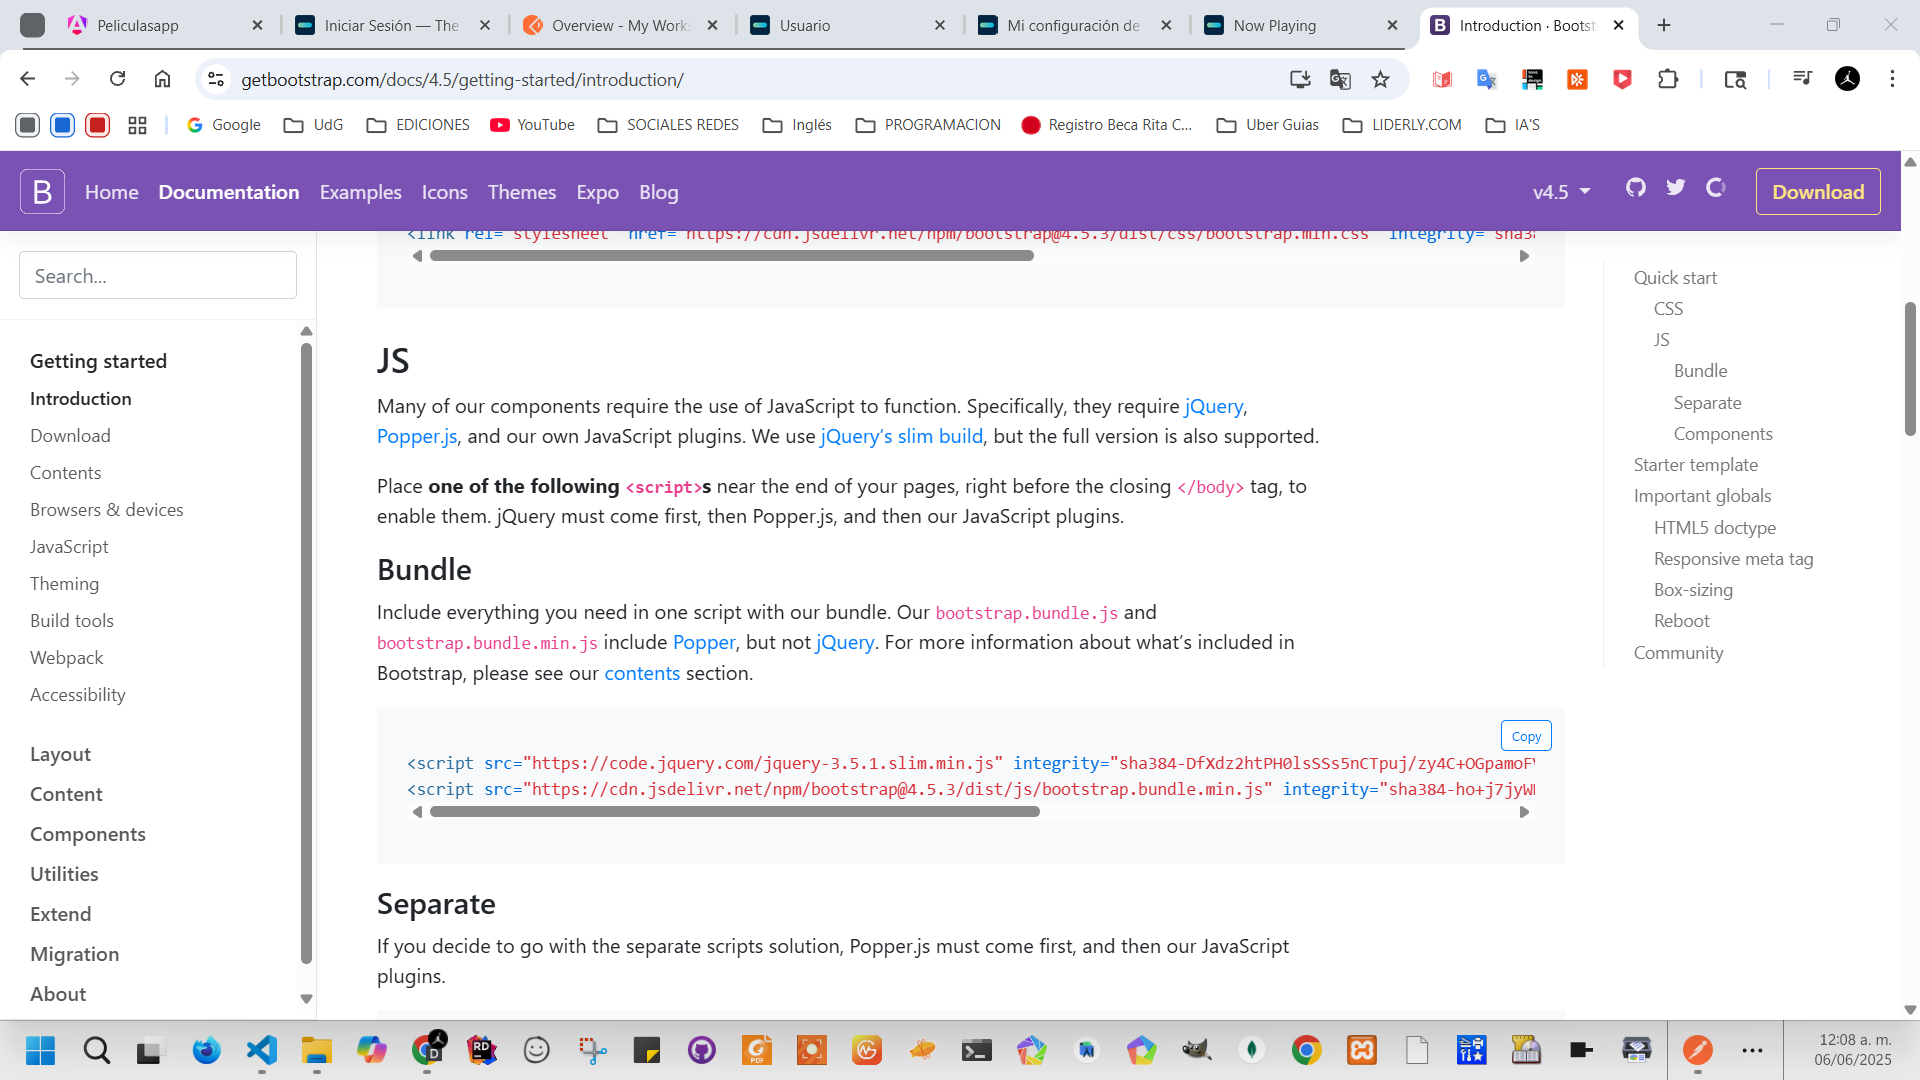 Peliculasapp
Iniciar Sesión — The
Overview - My Works
Usuario
Mi configuración de
Now Playing
Introduction · Bootst
getbootstrap.com/docs/4.5/getting-started/introduction/
Google
UdG
EDICIONES
YouTube
SOCIALES REDES
Inglés
PROGRAMACION
Registro Beca Rita C...
Uber Guias
LIDERLY.COM
IA'S
B
Home
Documentation
Examples
Icons
Themes
Expo
Blog
v4.5
Download
Search...
Getting started
Introduction
Download
Contents
Browsers & devices
JavaScript
Theming
Build tools
Webpack
Accessibility
Layout
Content
Components
Utilities
Extend
Migration
About
<link rel="stylesheet" href="https://cdn.jsdelivr.net/npm/bootstrap@4.5.3/dist/css/bootstrap.min.css" integrity="sha38
JS
Many of our components require the use of JavaScript to function. Specifically, they require jQuery,
Popper.js, and our own JavaScript plugins. We use jQuery's slim build, but the full version is also supported.
Place one of the following <script>s near the end of your pages, right before the closing </body> tag, to
enable them. jQuery must come first, then Popper.js, and then our JavaScript plugins.
Bundle
Include everything you need in one script with our bundle. Our bootstrap.bundle.js and
bootstrap.bundle.min.js include Popper, but not jQuery. For more information about what's included in
Bootstrap, please see our contents section.
Copy
<script src="https://code.jquery.com/jquery-3.5.1.slim.min.js" integrity="sha384-DfXdz2htPH0lsSSs5nCTpuj/zy4C+OGpamoFV
<script src="https://cdn.jsdelivr.net/npm/bootstrap@4.5.3/dist/js/bootstrap.bundle.min.js" integrity="sha384-ho+j7jyWK
Separate
If you decide to go with the separate scripts solution, Popper.js must come first, and then our JavaScript
plugins.
Quick start
CSS
JS
Bundle
Separate
Components
Starter template
Important globals
HTML5 doctype
Responsive meta tag
Box-sizing
Reboot
Community
12:08 a. m.
06/06/2025